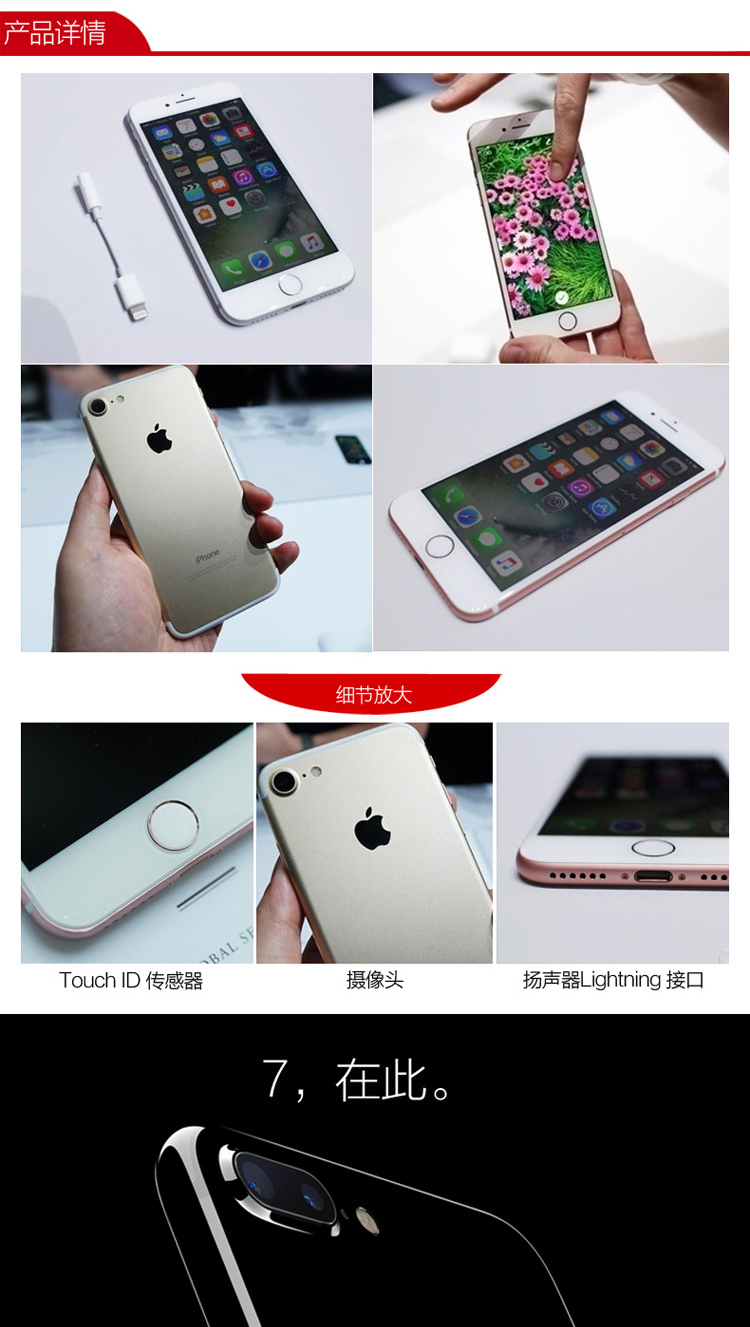 产品详情
iPhone
细节放大
Touch ID 传感器
摄像头
扬声器Lightning 接口
7，在此。